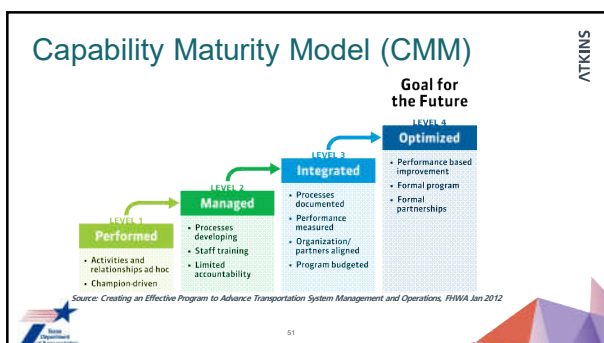 Capability Maturity Model (CMM)
ATKINS
Goal for
the Future
LEVEL 4
Optimized
• Performance based
improvement
• Formal program
• Formal
partnerships
LEVEL 3
Integrated
• Processes
documented
• Performance
measured
• Organization/
partners aligned
• Program budgeted
LEVEL 2
Managed
• Processes
developing
• Staff training
• Limited
accountability
LEVEL 1
Performed
• Activities and
relationships ad hoc
• Champion-driven
Source: Creating an Effective Program to Advance Transportation System Management and Operations, FHWA Jan 2012
Texas
Department
51